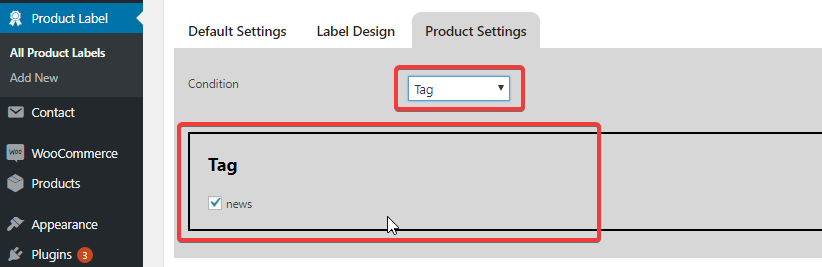 Product Label
All Product Labels
Add New
Contact
Woo WooCommerce
Products
Appearance
Plugins 3
Default Settings Label Design Product Settings
Condition Tag
Tag
news